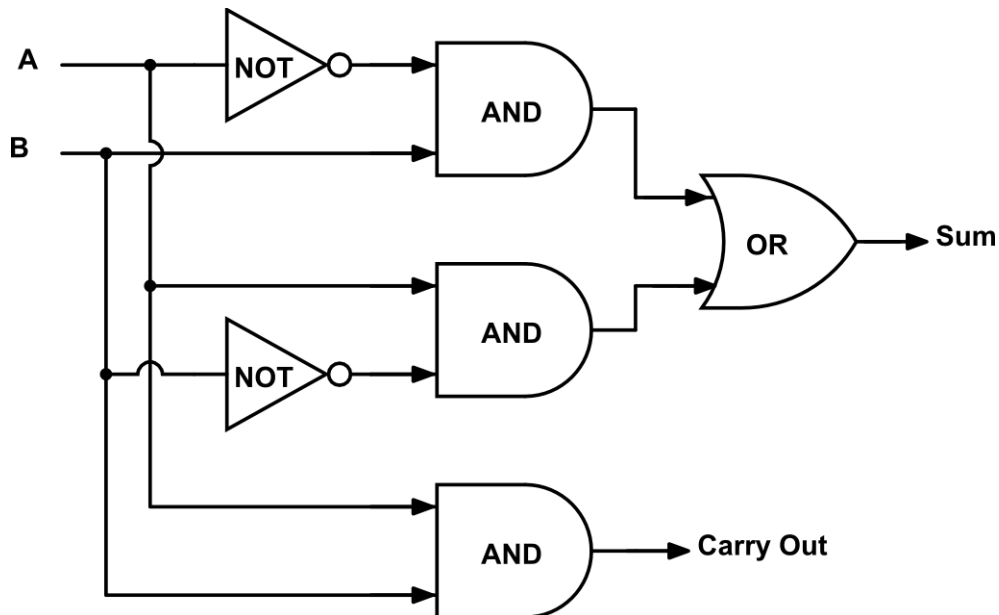 A
NOT
AND
B
OR
Sum
AND
NOT
AND
Carry Out